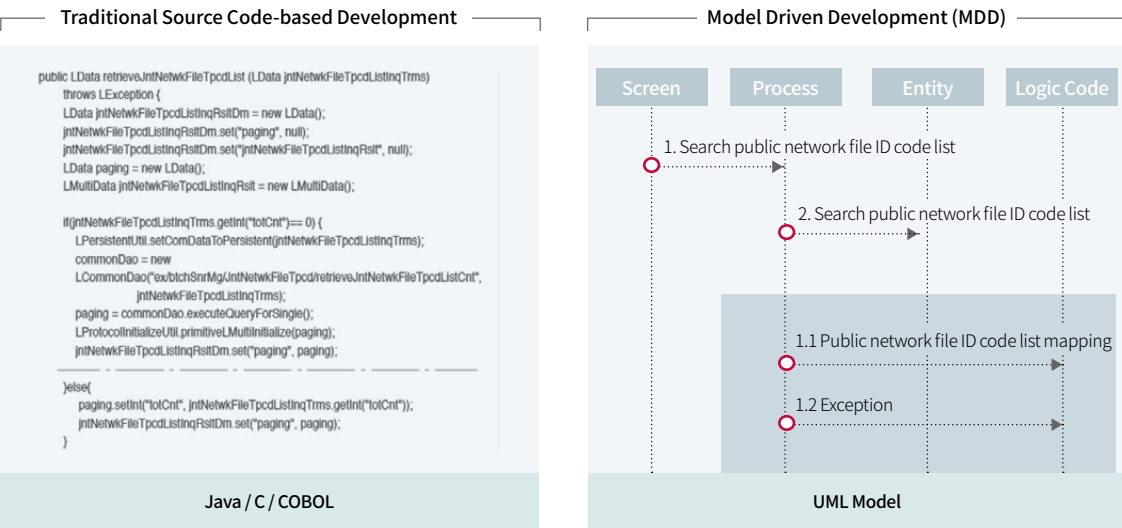 Traditional Source Code-based Development
public LData retrieveJntNetwkFileTpcdList (LData jntNetwkFileTpcdListInqTrms)
throws LException {
LData jntNetwkFileTpcdListInqRsltDm = new LData();
jntNetwkFileTpcdListInqRsltDm.set("paging", null);
jntNetwkFileTpcdListInqRsltDm.set("jntNetwkFileTpcdListInqRslt", null);
LData paging = new LData();
LMultiData jntNetwkFileTpcdListInqRslt = new LMultiData();
if(jntNetwkFileTpcdListInqTrms.getInt("totCnt")== 0) {
LPersistentUtil.setComDataToPersistent(jntNetwkFileTpcdListInqTrms);
commonDao = new
LCommonDao("ex/btchSnrMg/JntNetwkFileTpcd/retrieveJntNetwkFileTpcdListCnt",
jntNetwkFileTpcdListInqTrms);
paging = commonDao.executeQueryForSingle();
LProtocolInitializeUtil.primitiveLMultiInitialize(paging);
jntNetwkFileTpcdListInqRsltDm.set("paging", paging);
}else{
paging.setInt("totCnt", jntNetwkFileTpcdListInqTrms.getInt("totCnt"));
jntNetwkFileTpcdListInqRsltDm.set("paging", paging);
}
Java / C / COBOL
Model Driven Development (MDD)
Screen
Process
Entity
Logic Code
1. Search public network file ID code list
2. Search public network file ID code list
1.1 Public network file ID code list mapping
1.2 Exception
UML Model